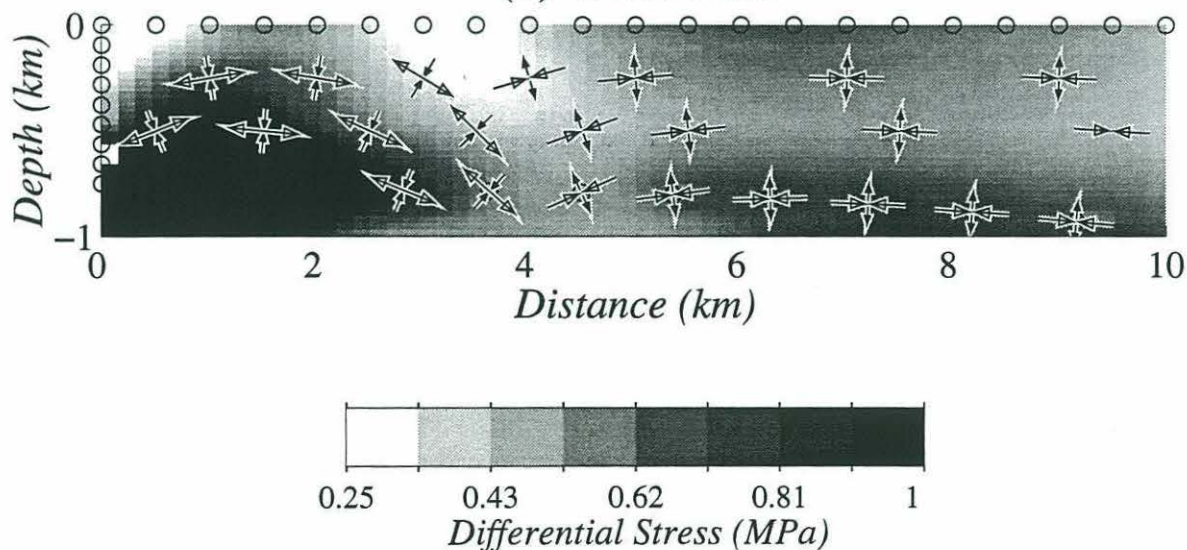 0
-1
Depth (km)
0 2 4 6 8 10
Distance (km)
0.25 0.43 0.62 0.81 1
Differential Stress (MPa)